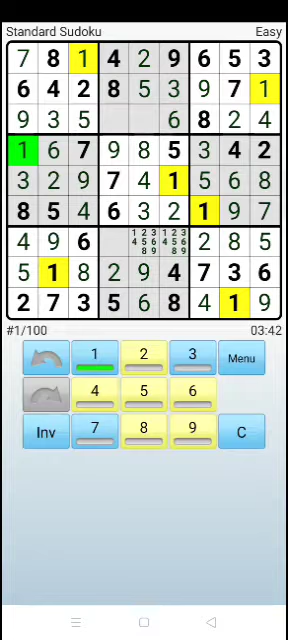 Standard Sudoku Easy
7 8 1 4 2 9 6 5 3
6 4 2 8 5 3 9 7 1
9 3 5 6 8 2 4
1 6 7 9 8 5 3 4 2
3 2 9 7 4 1 5 6 8
8 5 4 6 3 2 1 9 7
4 9 6 2 8 5
5 1 8 2 9 4 7 3 6
2 7 3 5 6 8 4 1 9
#1/100 03:42
1 2 3 Menu
4 5 6
Inv 7 8 9 C